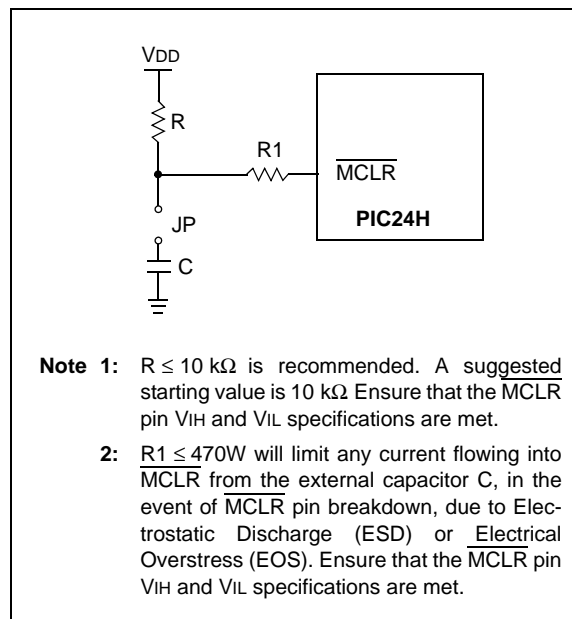 VDD
R
R1
MCLR
JP
PIC24H
C
Note 1: R ≤ 10 kΩ is recommended. A suggested
starting value is 10 kΩ Ensure that the MCLR
pin VIH and VIL specifications are met.
2: R1 ≤ 470W will limit any current flowing into
MCLR from the external capacitor C, in the
event of MCLR pin breakdown, due to Elec-
trostatic Discharge (ESD) or Electrical
Overstress (EOS). Ensure that the MCLR pin
VIH and VIL specifications are met.